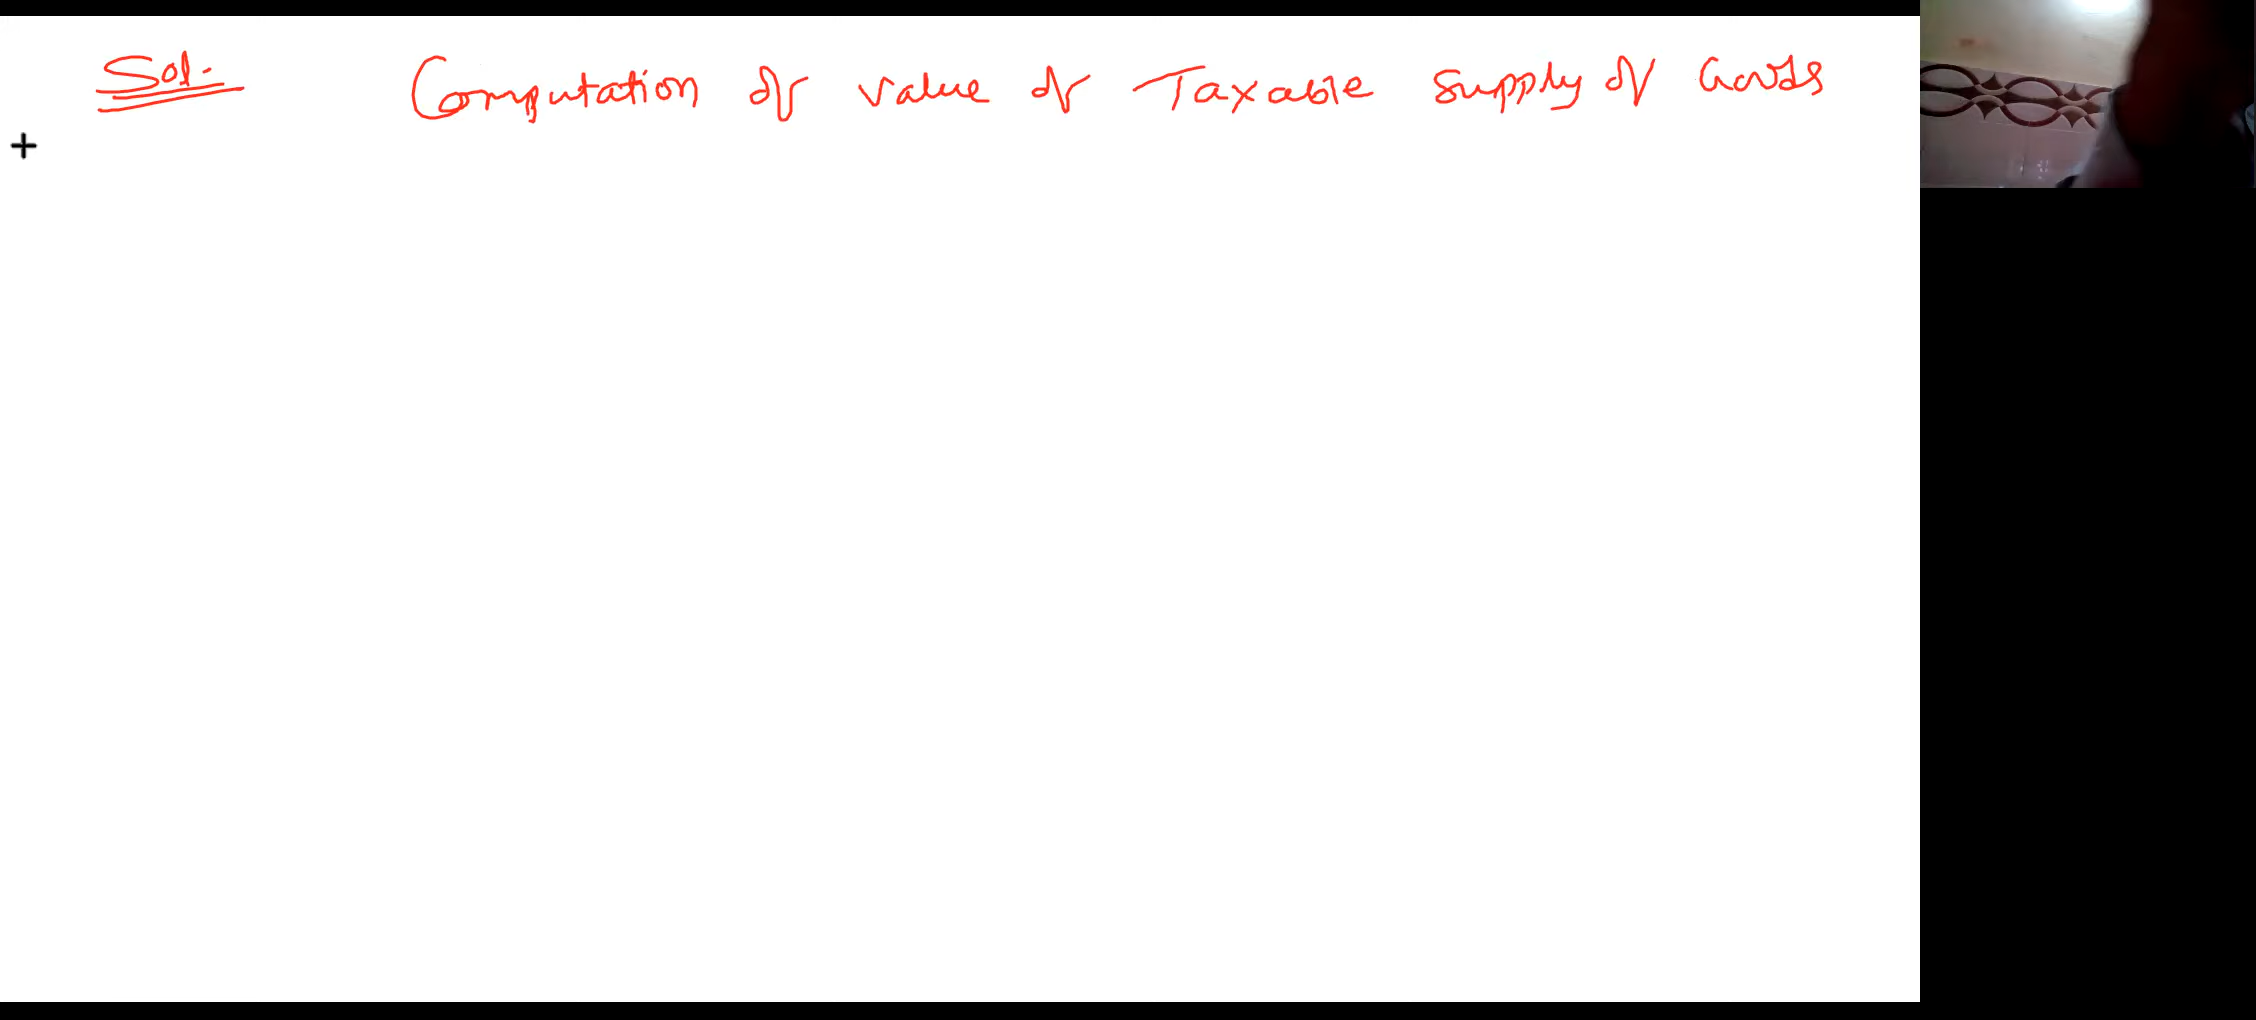 Sol.
Computation of value of Taxable supply of Goods